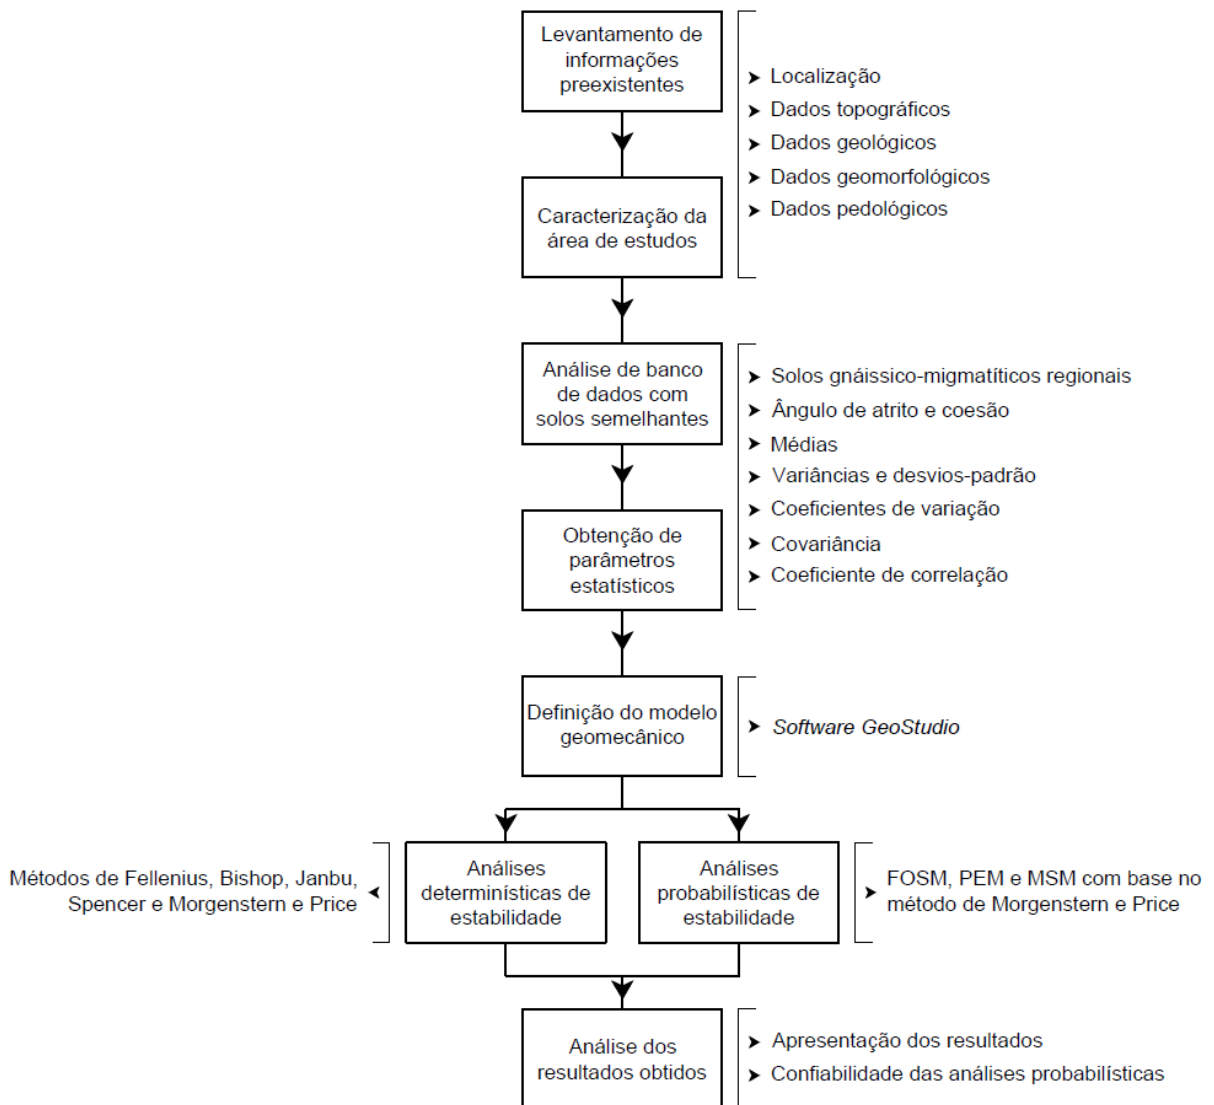 Levantamento de
informações
preexistentes
Localização
Dados topográficos
Dados geológicos
Dados geomorfológicos
Dados pedológicos
Caracterização da
área de estudos
Análise de banco
de dados com
solos semelhantes
Solos gnáissico-migmatíticos regionais
Ângulo de atrito e coesão
Médias
Variâncias e desvios-padrão
Coeficientes de variação
Covariância
Coeficiente de correlação
Obtenção de
parâmetros
estatísticos
Definição do modelo
geomecânico
Software GeoStudio
Métodos de Fellenius, Bishop, Janbu,
Spencer e Morgenstern e Price
Análises
determinísticas de
estabilidade
Análises
probabilísticas de
estabilidade
FOSM, PEM e MSM com base no
método de Morgenstern e Price
Análise dos
resultados obtidos
Apresentação dos resultados
Confiabilidade das análises probabilísticas